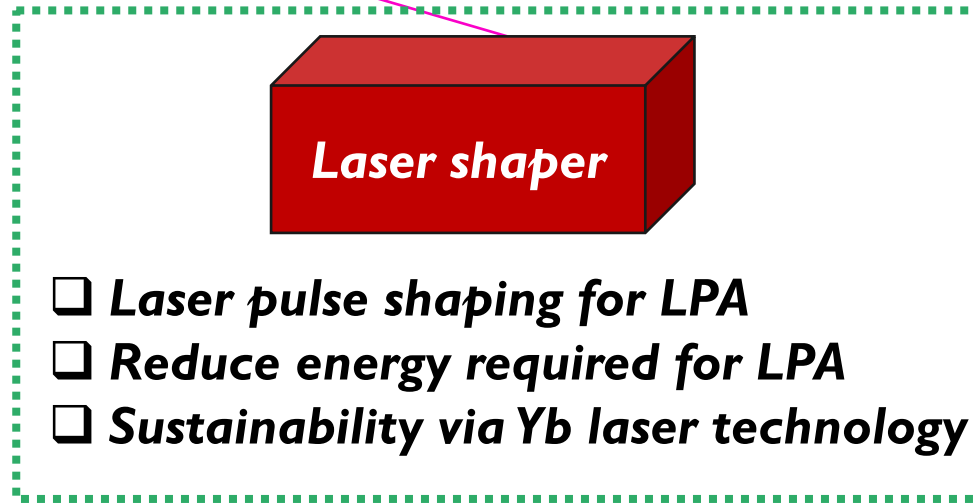 Laser shaper
❑ Laser pulse shaping for LPA
❑ Reduce energy required for LPA
❑ Sustainability via Yb laser technology